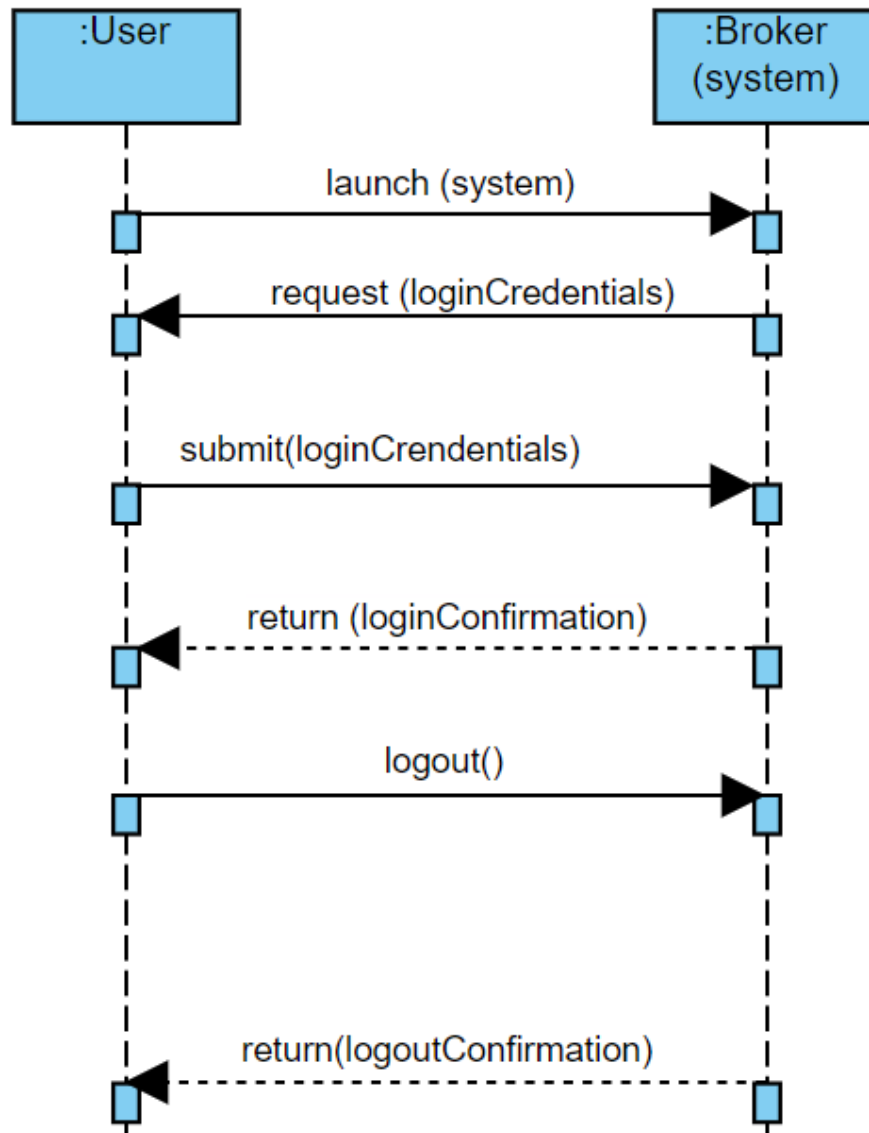 :User
:Broker
(system)
launch (system)
request (loginCredentials)
submit(loginCrendentials)
return (loginConfirmation)
logout()
return(logoutConfirmation)